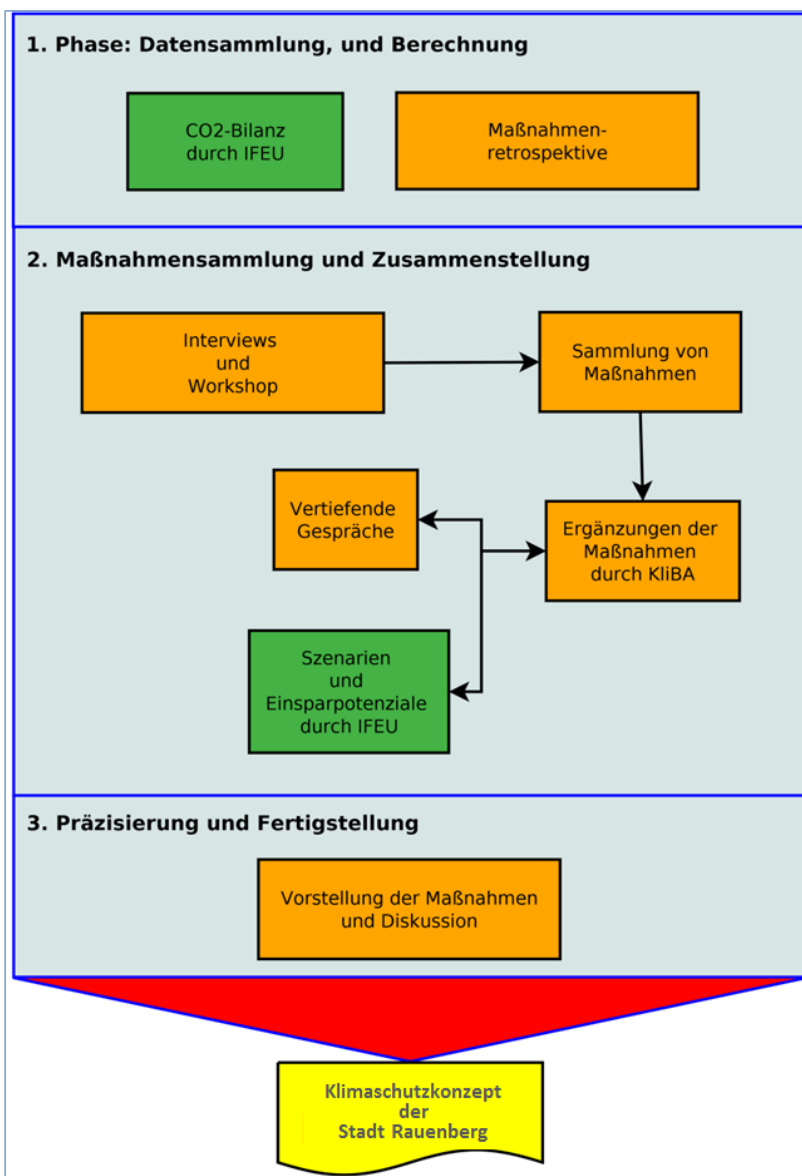 1. Phase: Datensammlung, und Berechnung
CO2-Bilanz
durch IFEU
Maßnahmen-
retrospektive
2. Maßnahmensammlung und Zusammenstellung
Interviews
und
Workshop
Sammlung von
Maßnahmen
Vertiefende
Gespräche
Ergänzungen der
Maßnahmen
durch KliBA
Szenarien
und
Einsparpotenziale
durch IFEU
3. Präzisierung und Fertigstellung
Vorstellung der Maßnahmen
und Diskussion
Klimaschutzkonzept
der
Stadt Rauenberg